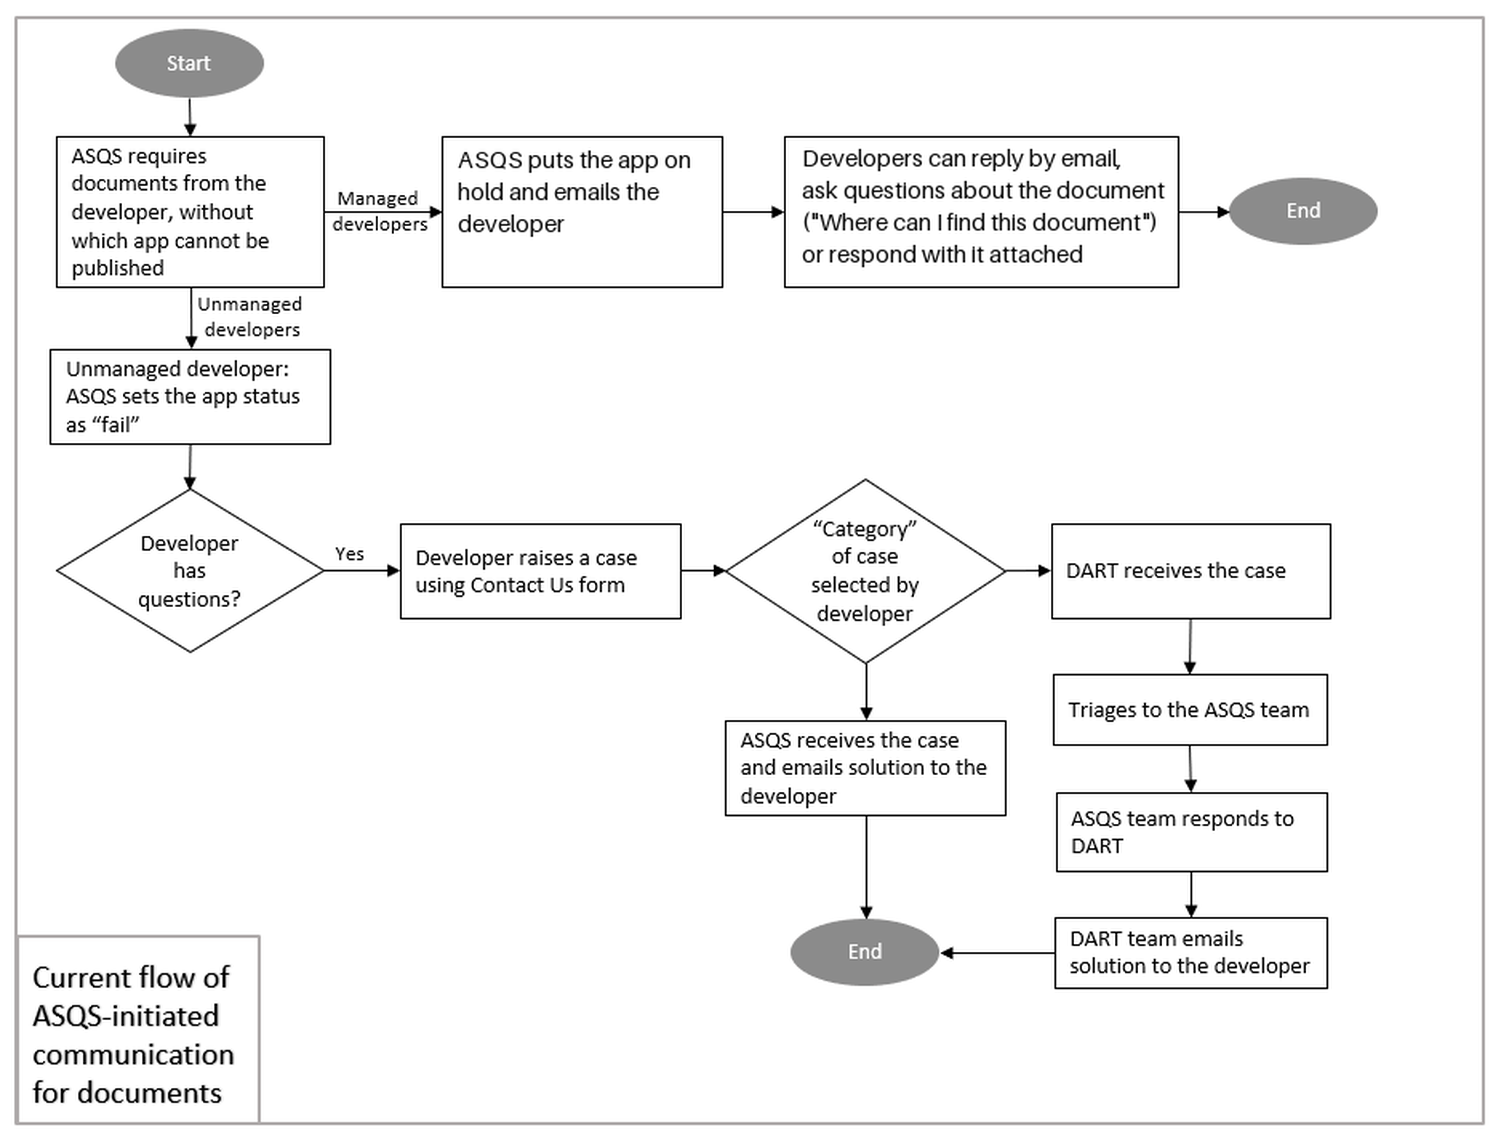 Start
ASQS requires
documents from the
developer, without
which app cannot be
published
Managed
developers
ASQS puts the app on
hold and emails the
developer
Developers can reply by email,
ask questions about the document
("Where can I find this document")
or respond with it attached
End
Unmanaged
developers
Unmanaged developer:
ASQS sets the app status
as “fail”
Developer
has
questions?
Yes
Developer raises a case
using Contact Us form
“Category”
of case
selected by
developer
DART receives the case
Triages to the ASQS team
ASQS receives the case
and emails solution to the
developer
ASQS team responds to
DART
DART team emails
solution to the developer
End
Current flow of
ASQS-initiated
communication
for documents